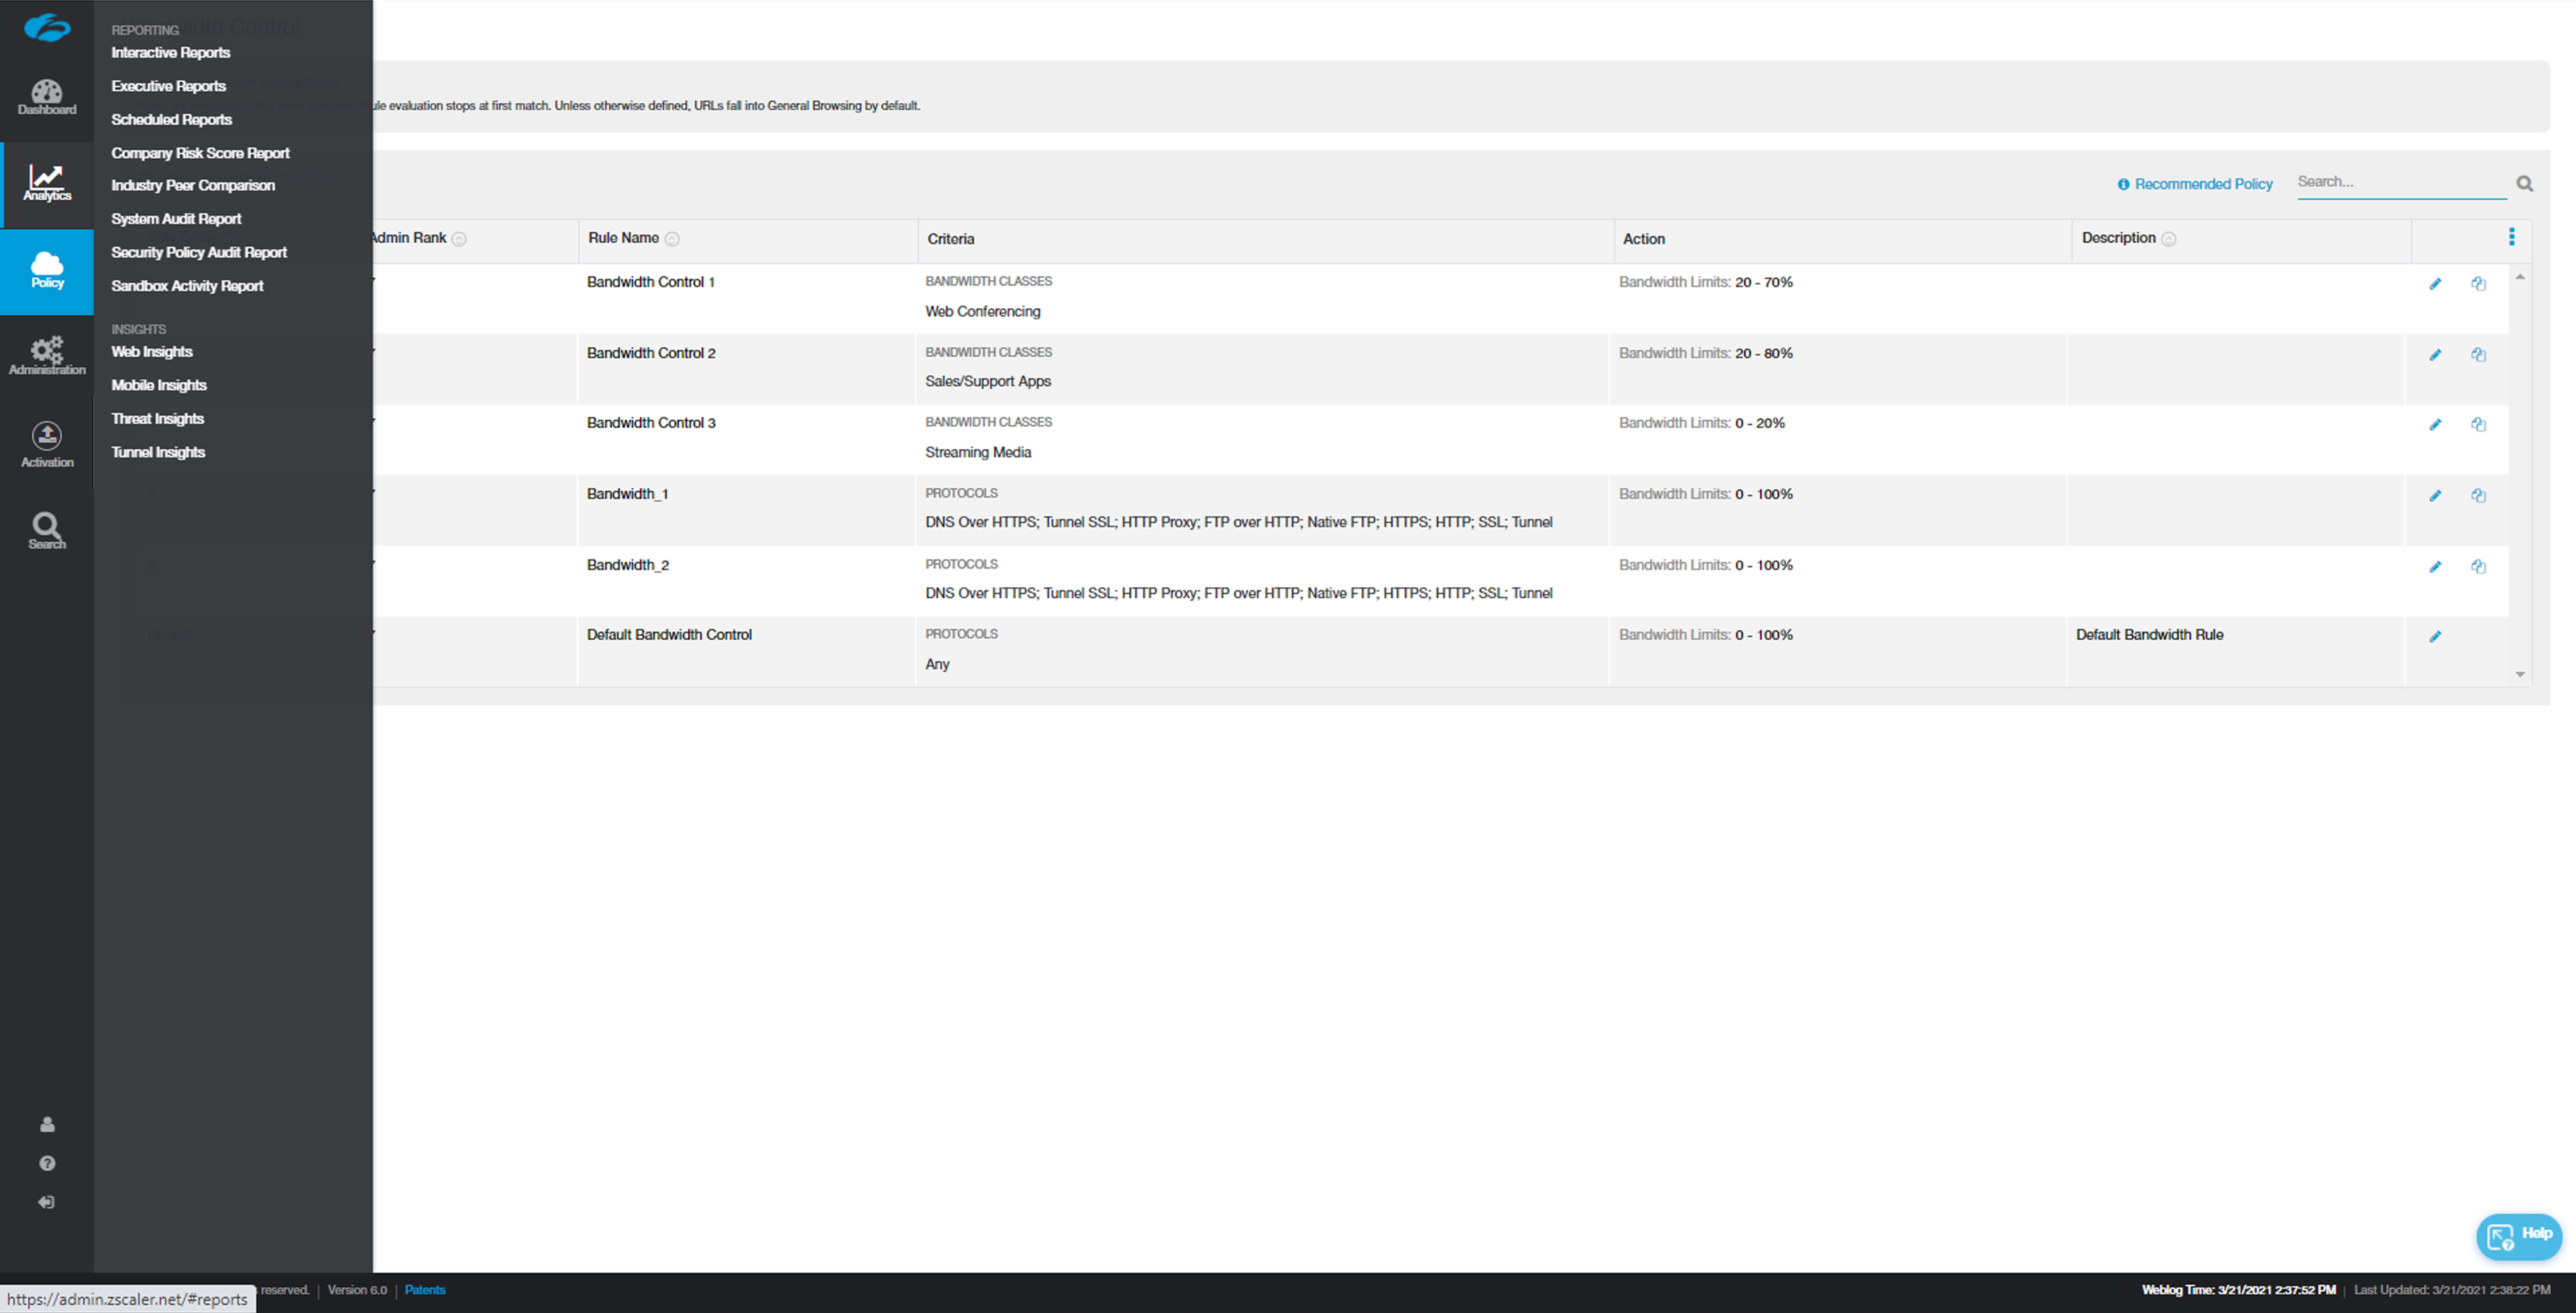 Dashboard
Analytics
Policy
Administration
Activation
Search
REPORTING
Interactive Reports
Executive Reports
Scheduled Reports
Company Risk Score Report
Industry Peer Comparison
System Audit Report
Security Policy Audit Report
Sandbox Activity Report
INSIGHTS
Web Insights
Mobile Insights
Threat Insights
Tunnel Insights
Control
evaluation stops at first match. Unless otherwise defined, URLs fall into General Browsing by default.
Recommended Policy Search...
Admin Rank Rule Name Criteria Action Description
Bandwidth Control 1 BANDWIDTH CLASSES Bandwidth Limits: 20 - 70%
Web Conferencing
Bandwidth Control 2 BANDWIDTH CLASSES Bandwidth Limits: 20 - 80%
Sales/Support Apps
Bandwidth Control 3 BANDWIDTH CLASSES Bandwidth Limits: 0 - 20%
Streaming Media
Bandwidth_1 PROTOCOLS Bandwidth Limits: 0 - 100%
DNS Over HTTPS; Tunnel SSL; HTTP Proxy; FTP over HTTP; Native FTP; HTTPS; HTTP; SSL; Tunnel
5 Bandwidth_2 PROTOCOLS Bandwidth Limits: 0 - 100%
DNS Over HTTPS; Tunnel SSL; HTTP Proxy; FTP over HTTP; Native FTP; HTTPS; HTTP; SSL; Tunnel
Default Default Bandwidth Control PROTOCOLS Bandwidth Limits: 0 - 100% Default Bandwidth Rule
Any
Help
reserved. | Version 6.0 | Patents
Weblog Time: 3/21/2021 2:37:52 PM | Last Updated: 3/21/2021 2:38:22 PM
https://admin.zscaler.net/#reports